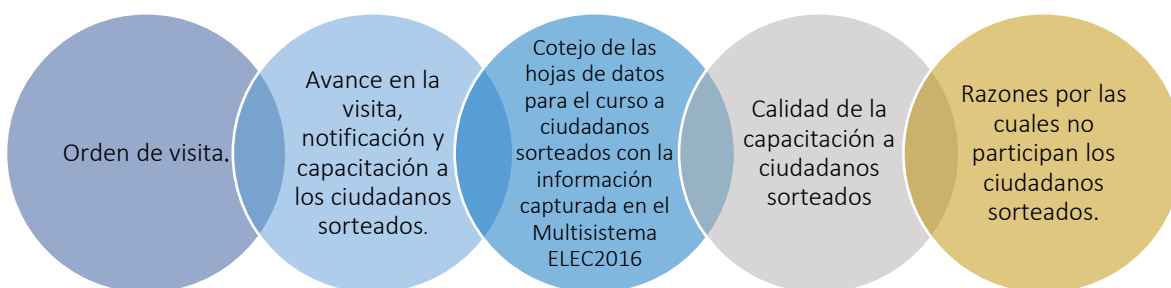 Orden de visita.
Avance en la
visita,
notificación y
capacitación a
los ciudadanos
sorteados.
Cotejo de las
hojas de datos
para el curso a
ciudadanos
sorteados con la
información
capturada en el
Multisistema
ELEC2016
Calidad de la
capacitación a
ciudadanos
sorteados
Razones por las
cuales no
participan los
ciudadanos
sorteados.